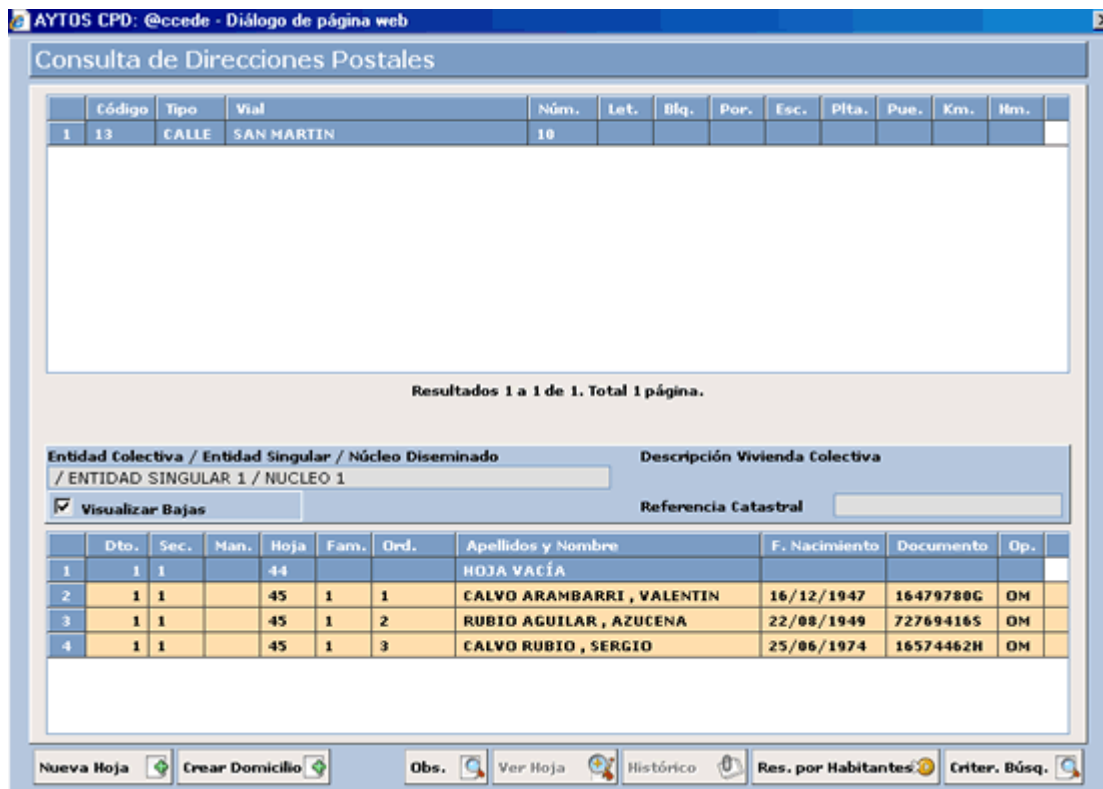 AYTOS CPD: @ccede - Diálogo de página web
Consulta de Direcciones Postales
Código Tipo Vial Núm. Let. Blq. Por. Esc. Plta. Pue. Km. Hm.
1 13 CALLE SAN MARTIN 10
Resultados 1 a 1 de 1. Total 1 página.
Entidad Colectiva / Entidad Singular / Núcleo Diseminado Descripción Vivienda Colectiva
/ ENTIDAD SINGULAR 1 / NUCLEO 1
Visualizar Bajas Referencia Catastral
Dto. Sec. Man. Hoja Fam. Ord. Apellidos y Nombre F. Nacimiento Documento Op.
1 1 1 44 HOJA VACÍA
2 1 1 45 1 1 CALVO ARAMBARRI , VALENTIN 16/12/1947 16479780G OM
3 1 1 45 1 2 RUBIO AGUILAR , AZUCENA 22/08/1949 72769416S OM
4 1 1 45 1 3 CALVO RUBIO , SERGIO 25/06/1974 16574462H OM
Nueva Hoja Crear Domicilio Obs. Ver Hoja Histórico Res. por Habitantes Criter. Búsq.